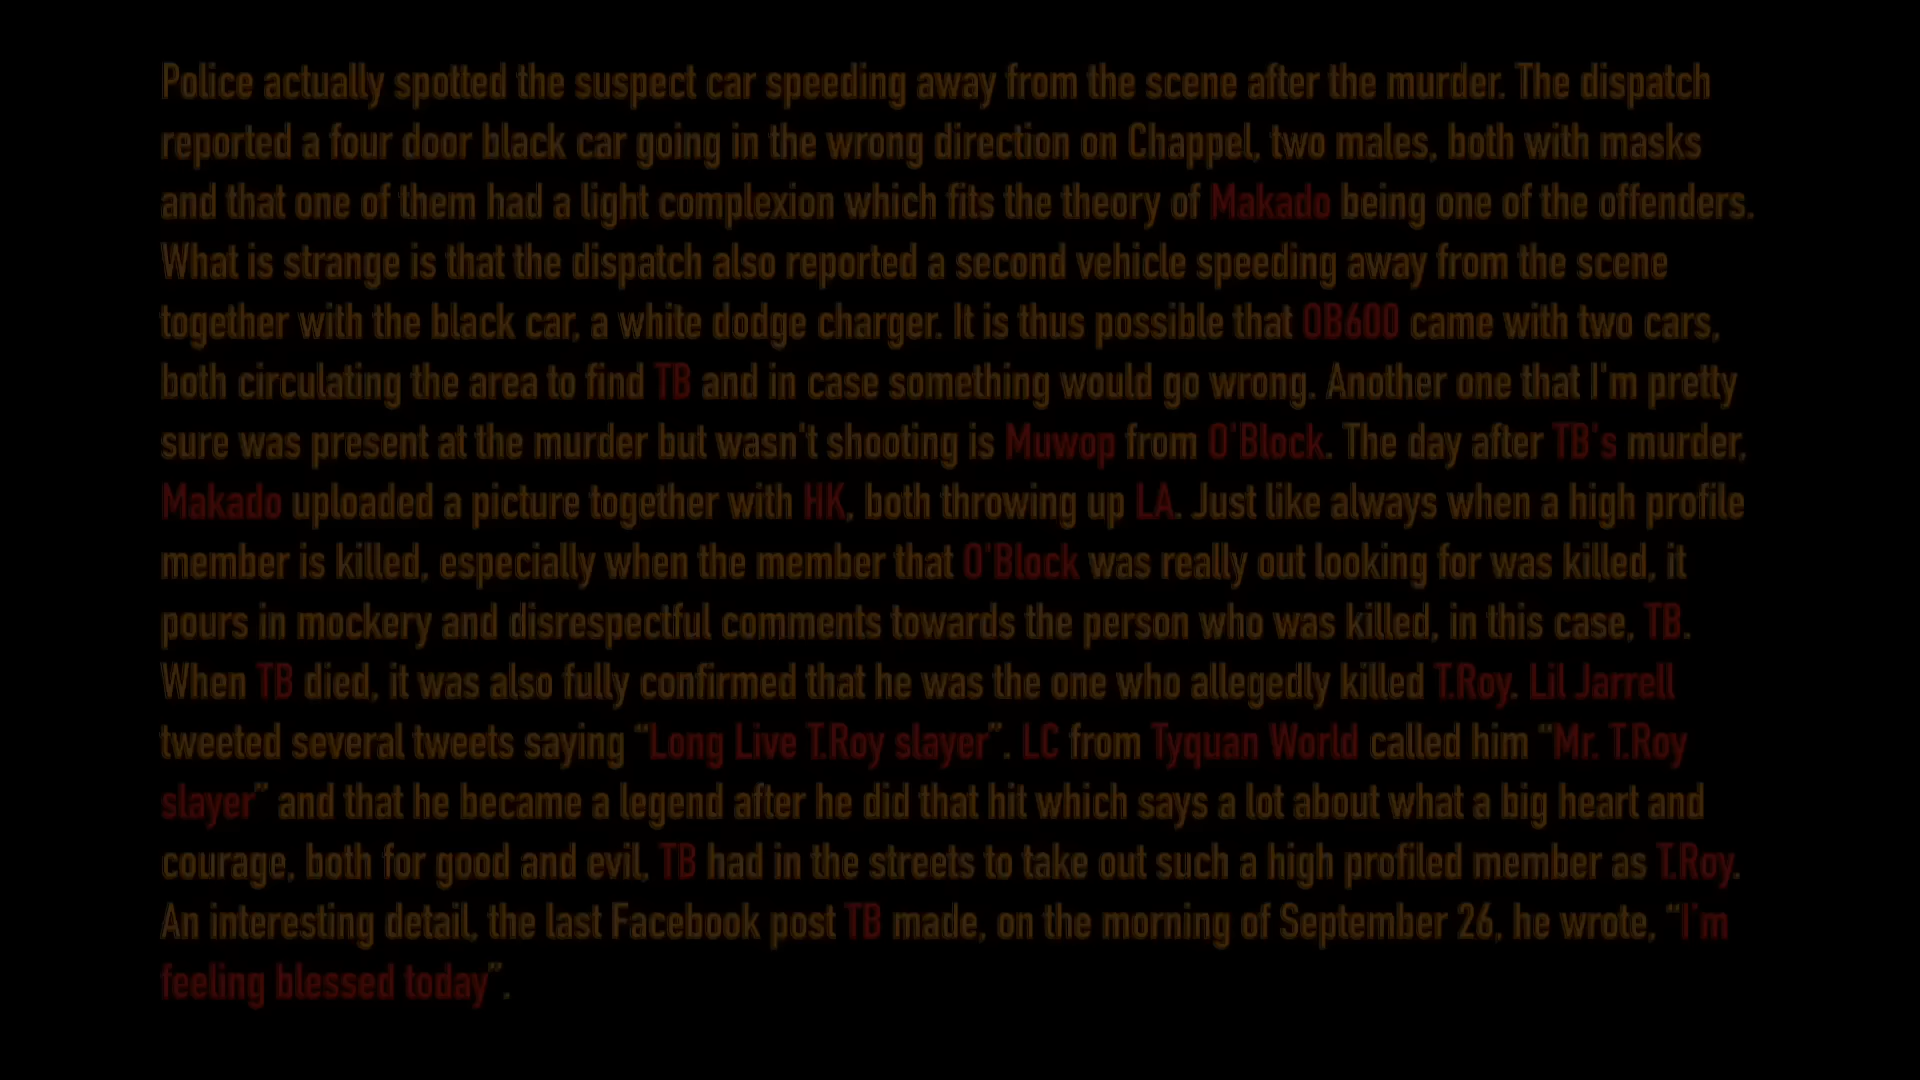 Police actually spotted the suspect car speeding away from the scene after the murder. The dispatch
reported a four door black car going in the wrong direction on Chappel, two males, both with masks
and that one of them had a light complexion which fits the theory of Makado being one of the offenders.
What is strange is that the dispatch also reported a second vehicle speeding away from the scene
together with the black car, a white dodge charger. It is thus possible that OB600 came with two cars,
both circulating the area to find TB and in case something would go wrong. Another one that I'm pretty
sure was present at the murder but wasn't shooting is Muwop from O'Block. The day after TB's murder,
Makado uploaded a picture together with HK, both throwing up LA. Just like always when a high profile
member is killed, especially when the member that O'Block was really out looking for was killed, it
pours in mockery and disrespectful comments towards the person who was killed, in this case, TB.
When TB died, it was also fully confirmed that he was the one who allegedly killed T.Roy. Lil Jarrell
tweeted several tweets saying “Long Live T.Roy slayer”. LC from Tyquan World called him “Mr. T.Roy
slayer” and that he became a legend after he did that hit which says a lot about what a big heart and
courage, both for good and evil, TB had in the streets to take out such a high profiled member as T.Roy.
An interesting detail, the last Facebook post TB made, on the morning of September 26, he wrote, “I'm
feeling blessed today”.